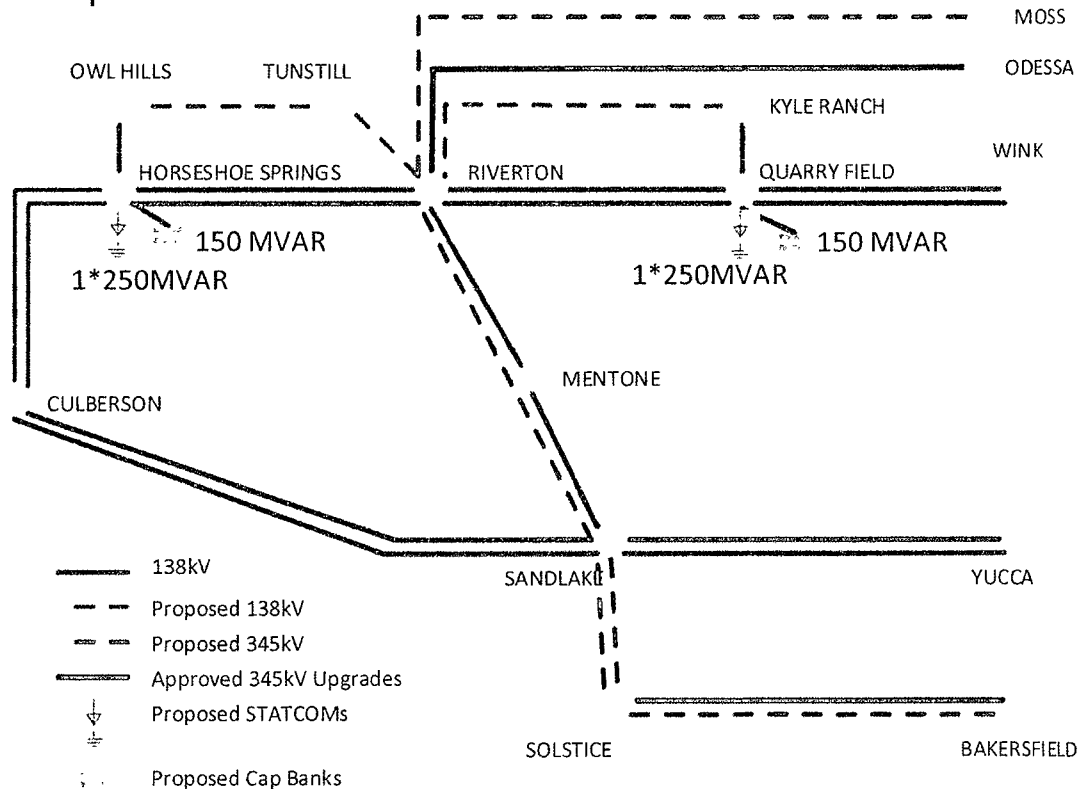 MOSS
ODESSA
OWL HILLS
TUNSTILL
KYLE RANCH
WINK
HORSESHOE SPRINGS
RIVERTON
QUARRY FIELD
150 MVAR
150 MVAR
1*250MVAR
1*250MVAR
MENTONE
CULBERSON
SANDLAKE
YUCCA
138kV
Proposed 138kV
Proposed 345kV
Approved 345kV Upgrades
Proposed STATCOMs
Proposed Cap Banks
SOLSTICE
BAKERSFIELD